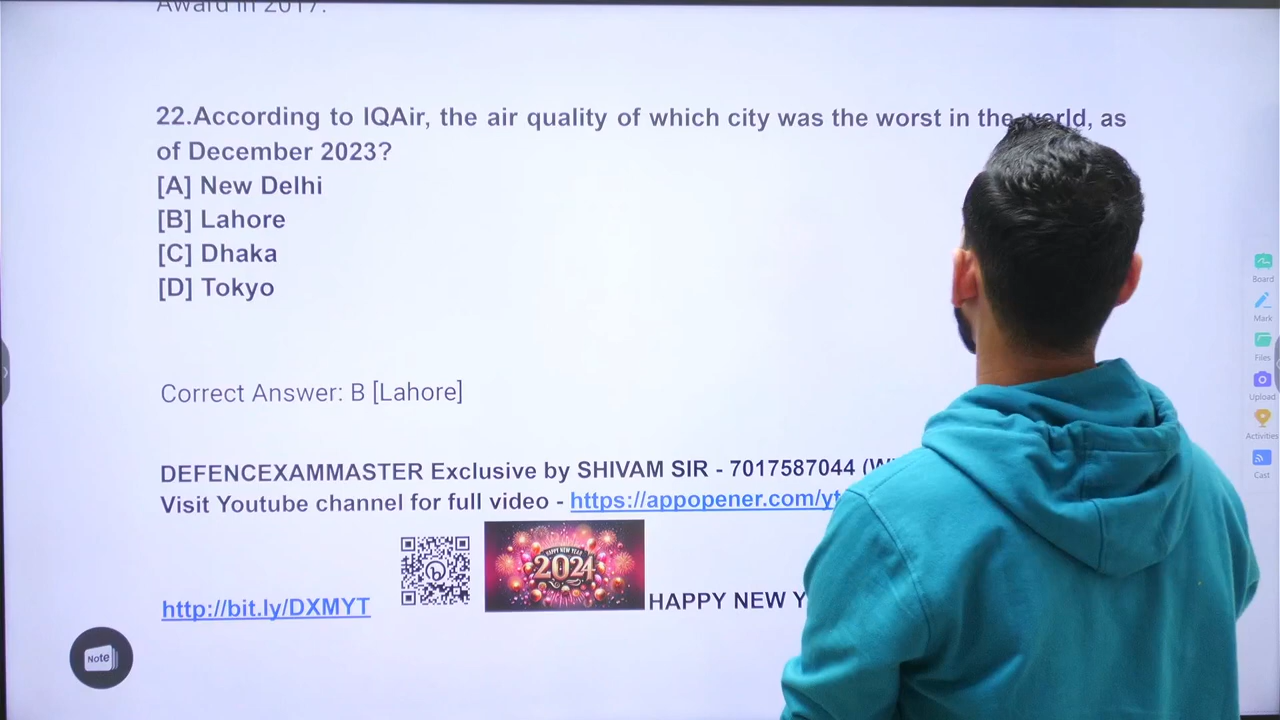 Award in 2017.
22.According to IQAir, the air quality of which city was the worst in the world, as
of December 2023?
[A] New Delhi
[B] Lahore
[C] Dhaka
[D] Tokyo
Correct Answer: B [Lahore]
DEFENCEXAMMASTER Exclusive by SHIVAM SIR - 7017587044
Visit Youtube channel for full video - https://appopener.com/yt
HAPPY NEW YEAR
2024
http://bit.ly/DXMYT
HAPPY NEW
Board
Mark
Files
Upload
Activities
Cast
Note